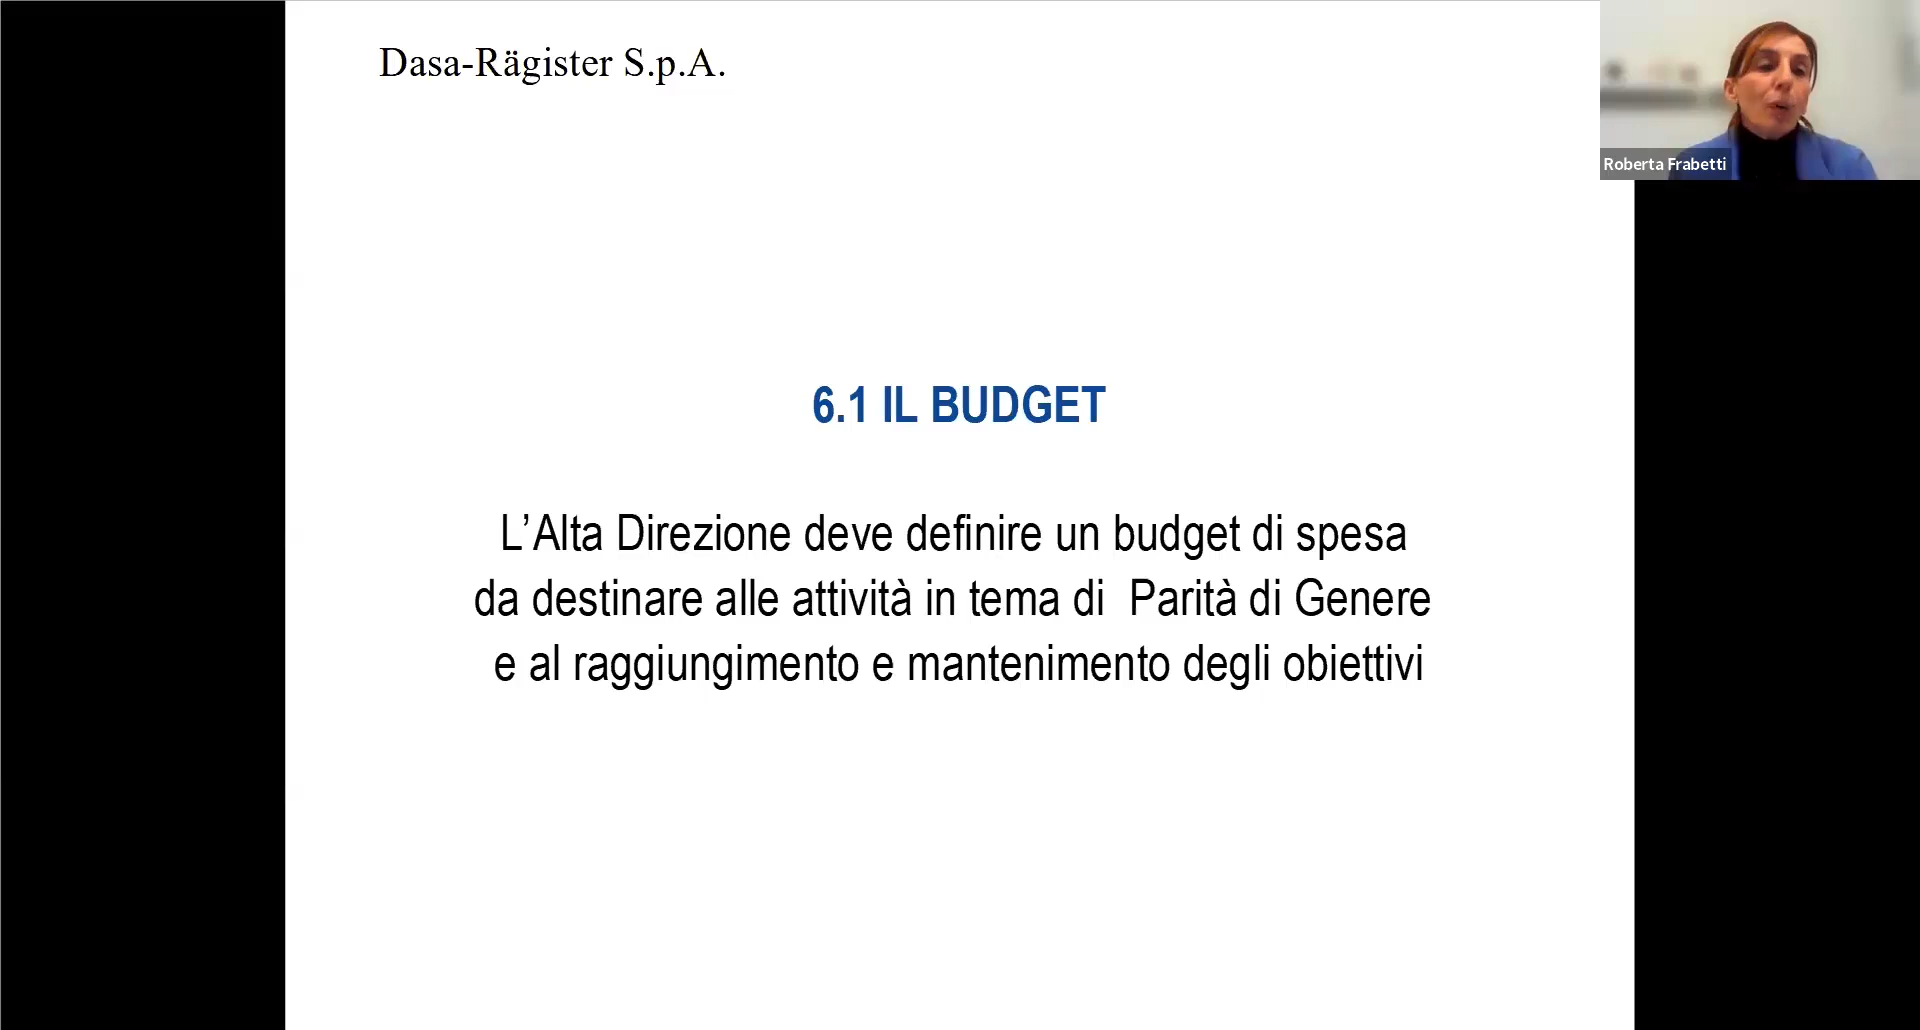 Dasa-Rägister S.p.A.
Roberta Frabetti
6.1 IL BUDGET
L’Alta Direzione deve definire un budget di spesa
da destinare alle attività in tema di  Parità di Genere
e al raggiungimento e mantenimento degli obiettivi